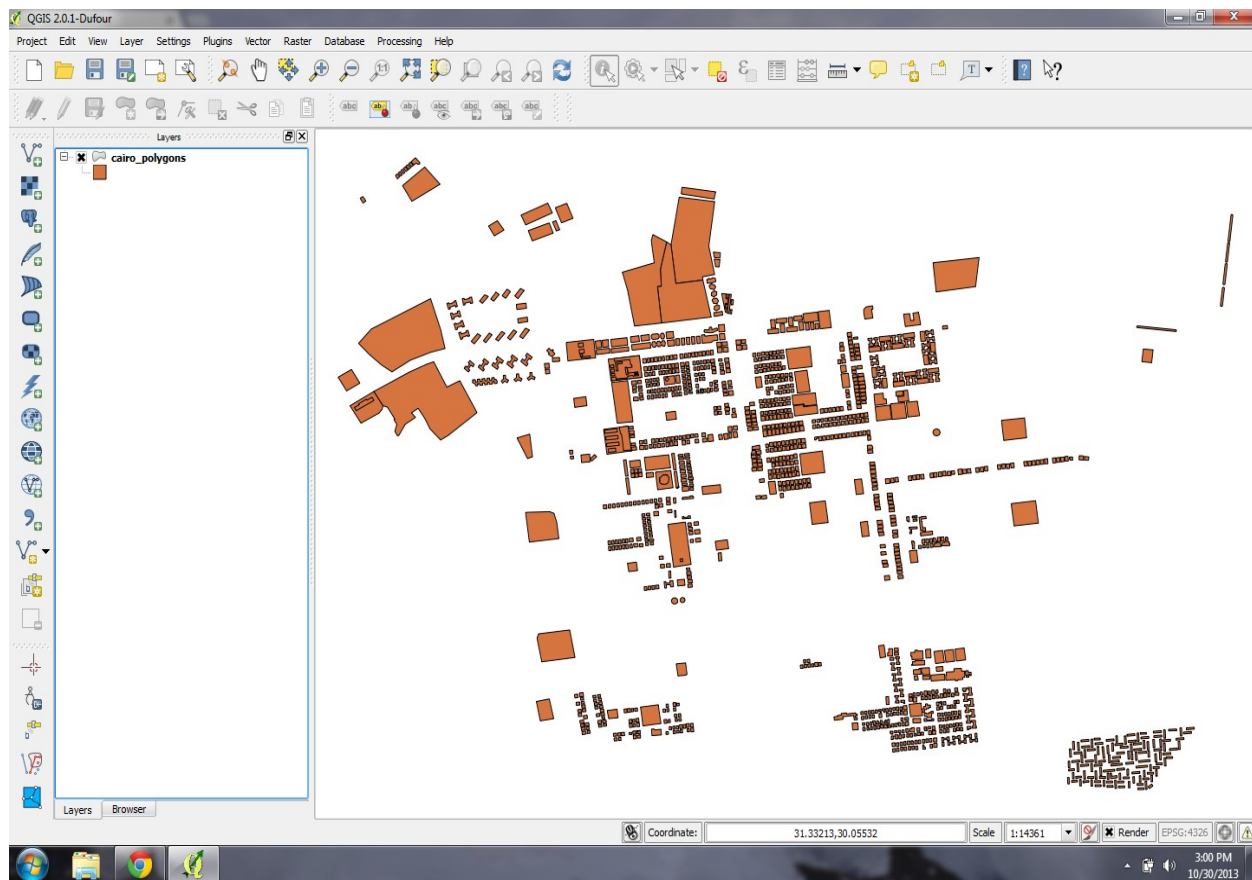 QGIS 2.0.1-Dufour
Project Edit View Layer Settings Plugins Vector Raster Database Processing Help
Layers
cairo_polygons
Layers Browser
Coordinate: 31.33213,30.05532 Scale 1:14361 Render EPSG:4326
3:00 PM
10/30/2013